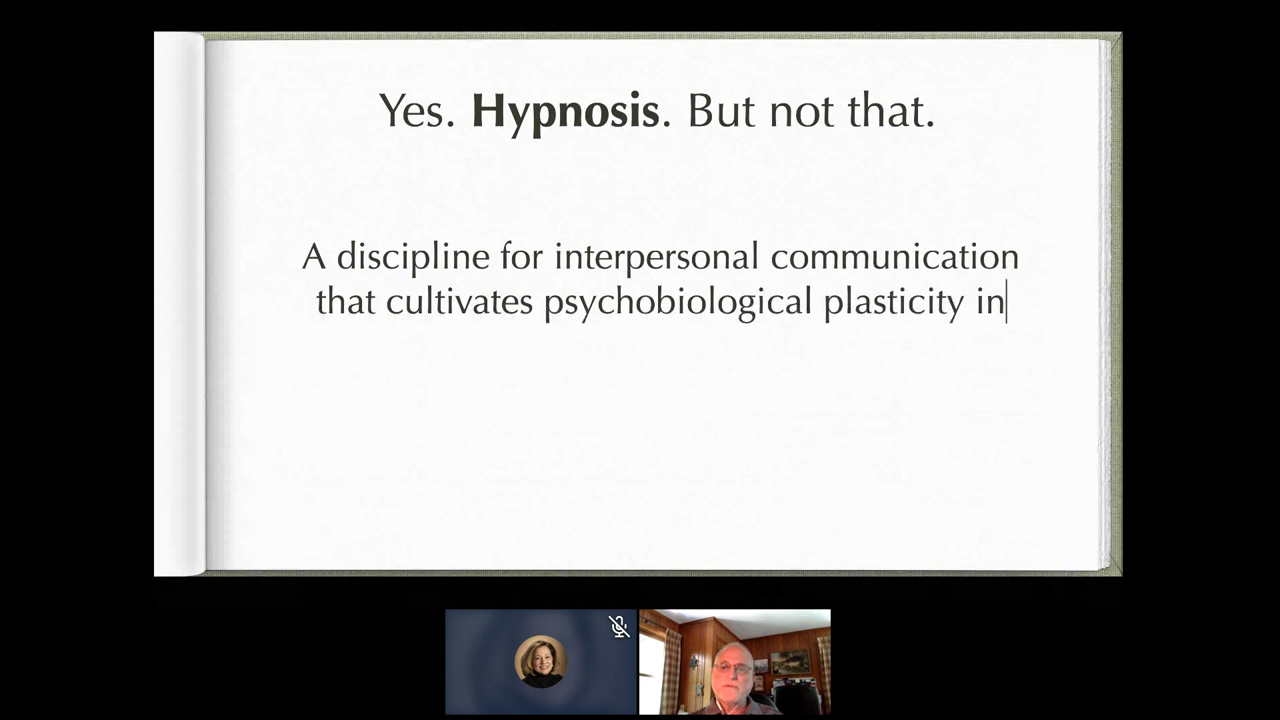 Yes. Hypnosis. But not that.
A discipline for interpersonal communication
that cultivates psychobiological plasticity in